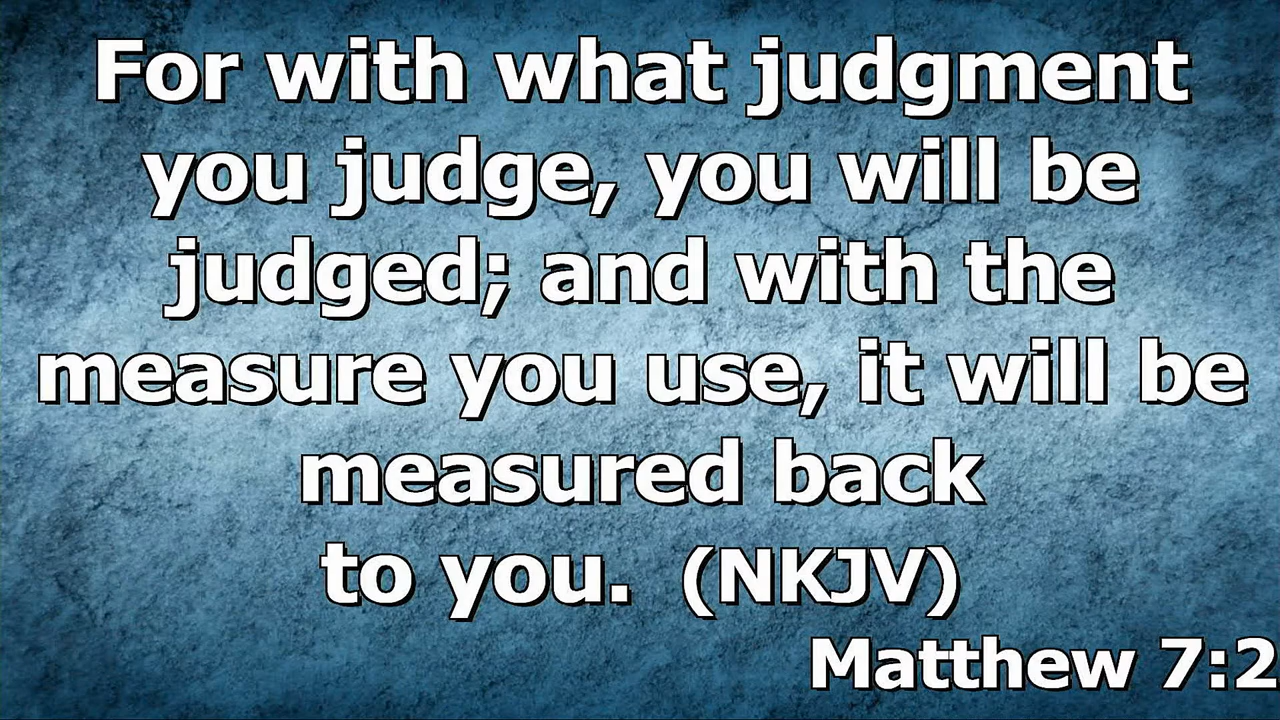 For with what judgment
you judge, you will be
judged; and with the
measure you use, it will be
measured back
to you. (NKJV)
Matthew 7:2